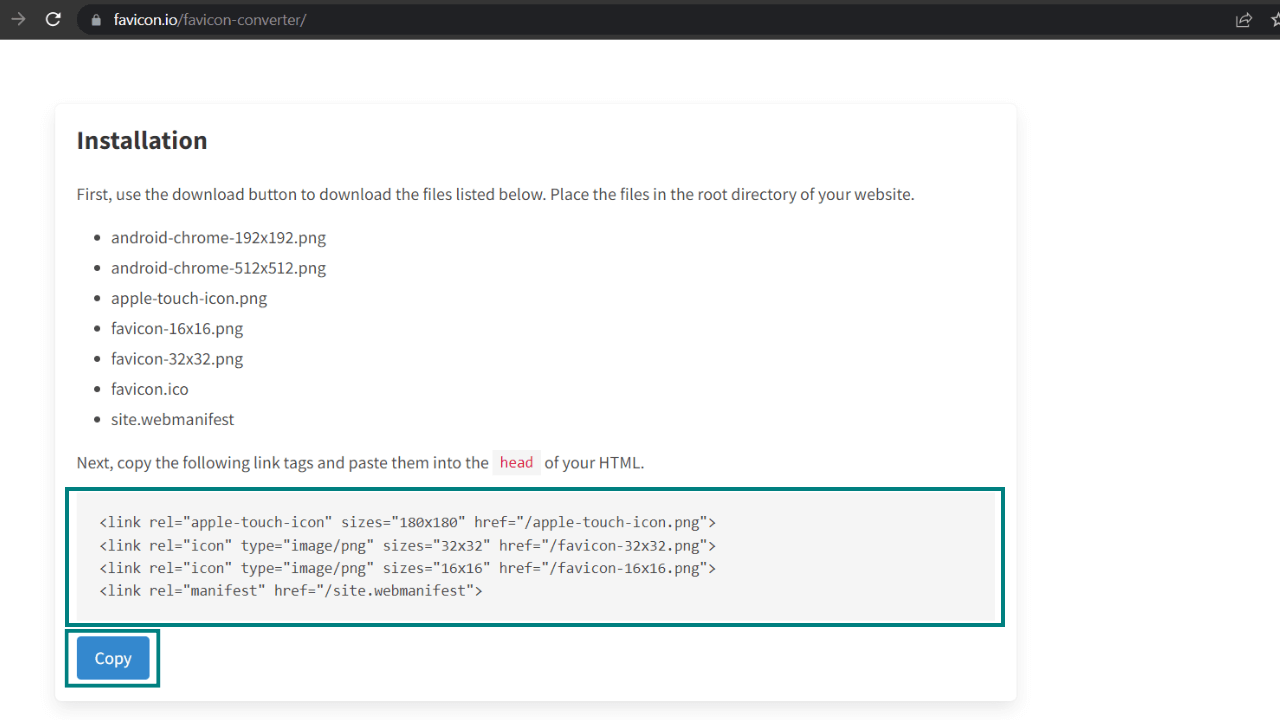 favicon.io/favicon-converter/
Installation
First, use the download button to download the files listed below. Place the files in the root directory of your website.
android-chrome-192x192.png
android-chrome-512x512.png
apple-touch-icon.png
favicon-16x16.png
favicon-32x32.png
favicon.ico
site.webmanifest
Next, copy the following link tags and paste them into the head of your HTML.
<link rel="apple-touch-icon" sizes="180x180" href="/apple-touch-icon.png">
<link rel="icon" type="image/png" sizes="32x32" href="/favicon-32x32.png">
<link rel="icon" type="image/png" sizes="16x16" href="/favicon-16x16.png">
<link rel="manifest" href="/site.webmanifest">
Copy